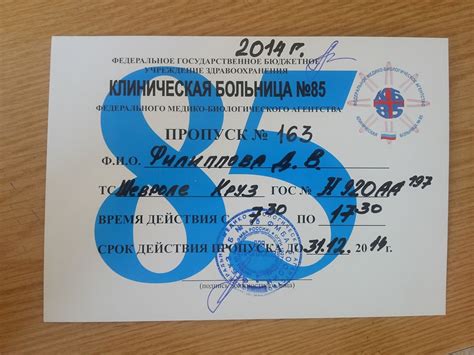 2014 г.
ФЕДЕРАЛЬНОЕ ГОСУДАРСТВЕННОЕ БЮДЖЕТНОЕ
УЧРЕЖДЕНИЕ ЗДРАВООХРАНЕНИЯ
КЛИНИЧЕСКАЯ БОЛЬНИЦА №85
ФЕДЕРАЛЬНОГО МЕДИКО-БИОЛОГИЧЕСКОГО АГЕНТСТВА
85
ПРОПУСК № 163
Ф.И.О. Филиппова Д. В.
ТС Шевроле Круз ГОС № Н 920 АА 197
ВРЕМЯ ДЕЙСТВИЯ С 7 30 ПО 17 30
СРОК ДЕЙСТВИЯ ПРОПУСКА ДО 31.12. 2014г.